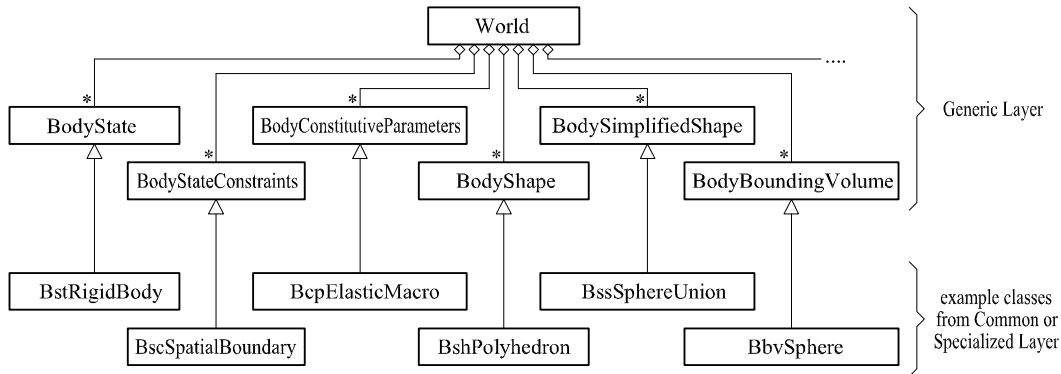 World
....
* * *
BodyState
BodyConstitutiveParameters
BodySimplifiedShape
Generic Layer
* * *
BodyStateConstraints
BodyShape
BodyBoundingVolume
BstRigidBody
BcpElasticMacro
BssSphereUnion
example classes
from Common or
Specialized Layer
BscSpatialBoundary
BshPolyhedron
BbvSphere